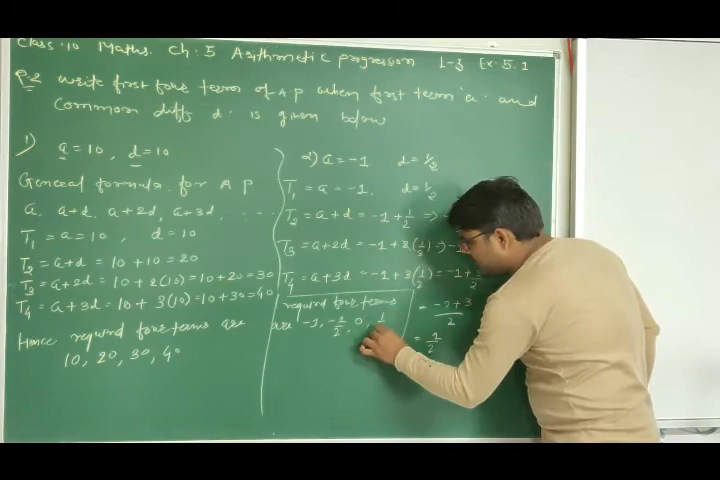 Class-10 Maths. Ch. 5 Arithmetic progression L-3 Ex. 5.1
Q.2 write first four term of A P when first term 'a' and
Common diff d. is given below
1) a = 10, d = 10
General formula for A P
a. a+d. a+2d, a+3d, ....
T1 = a = 10, d = 10
T2 = a+d = 10 + 10 = 20
T3 = a+2d = 10 + 2(10) = 10 + 20 = 30
T4 = a+3d = 10 + 3(10) = 10 + 30 = 40
Hence required four terms are
10, 20, 30, 40
2) a = -1 d = 1/2
T1 = a = -1. d = 1/2
T2 = a+d = -1 + 1/2 ⇒
T3 = a+2d = -1 + 2(1/2) ⇒ -1
T4 = a+3d = -1 + 3(1/2) = -1 +
= -2+3/2
= 1/2
required four terms
are -1, -1/2, 0, 1